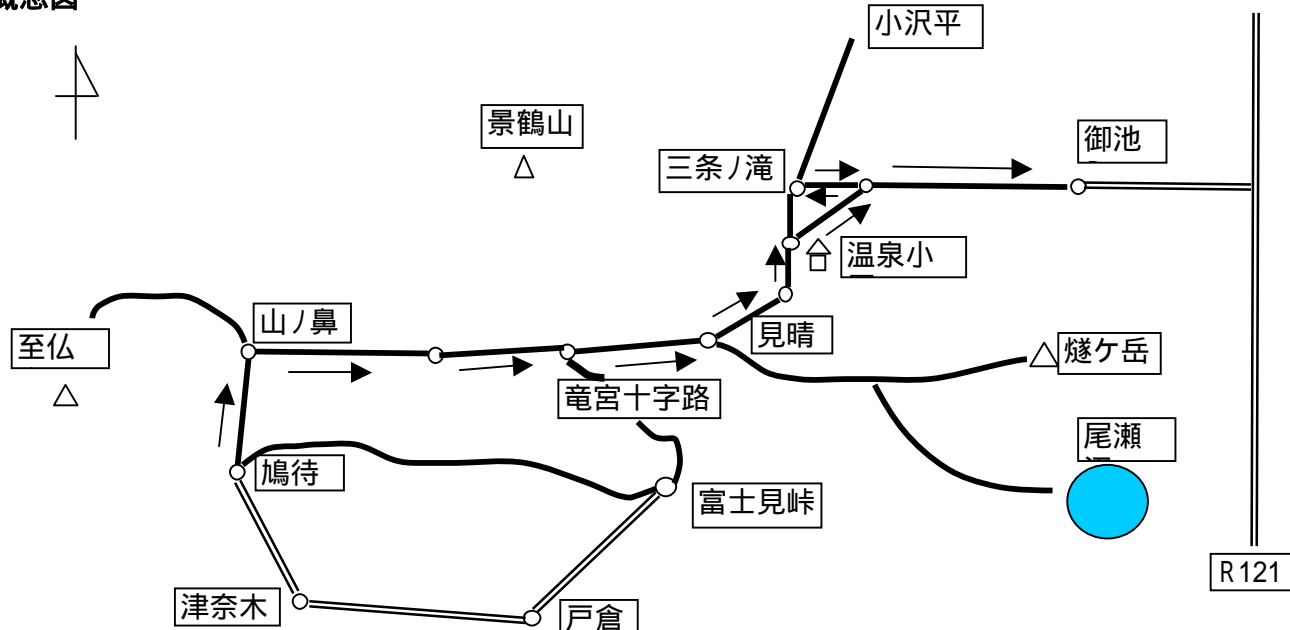 概念図
小沢平
景鶴山
御池
三条ノ滝
温泉小
山ノ鼻
至仏
見晴
燧ケ岳
竜宮十字路
尾瀬
鳩待
富士見峠
R121
津奈木
戸倉